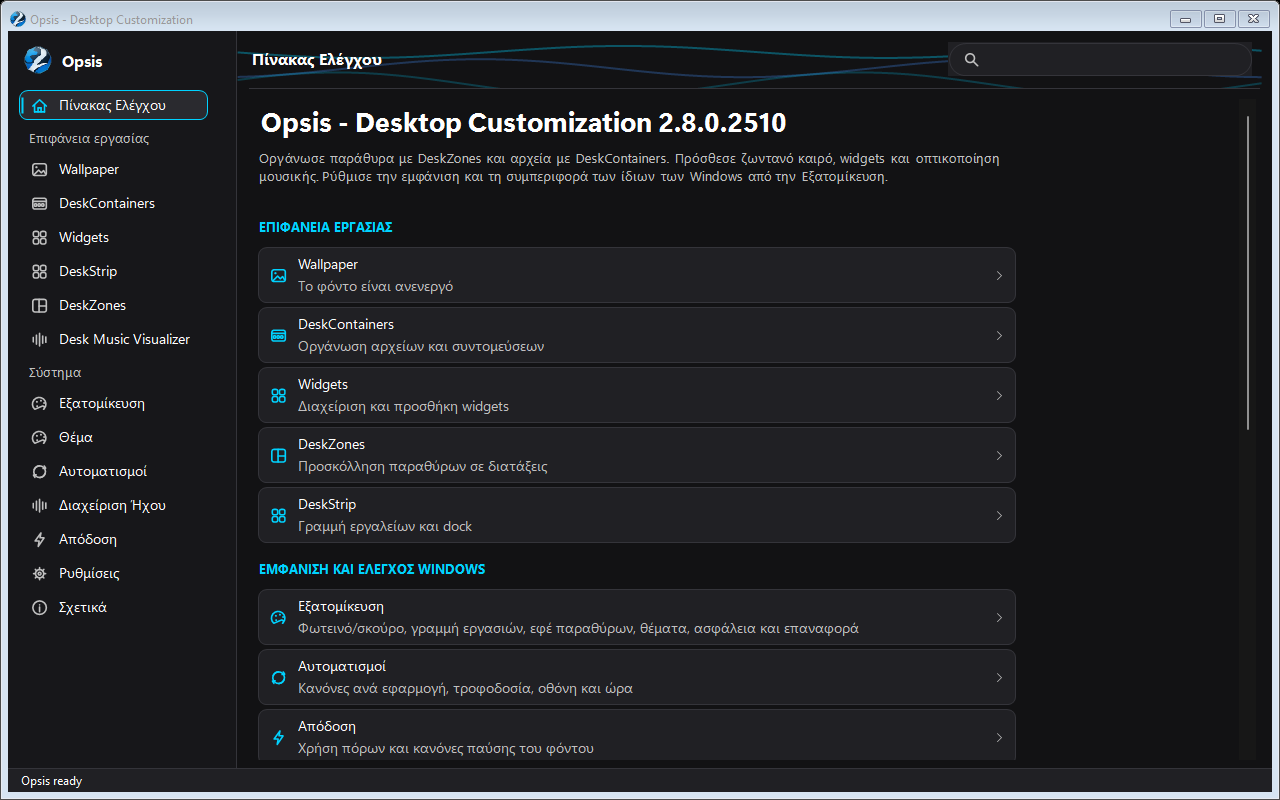 Opsis - Desktop Customization
Opsis
Πίνακας Ελέγχου
Επιφάνεια εργασίας
Wallpaper
DeskContainers
Widgets
DeskStrip
DeskZones
Desk Music Visualizer
Σύστημα
Εξατομίκευση
Θέμα
Αυτοματισμοί
Διαχείριση Ήχου
Απόδοση
Ρυθμίσεις
Σχετικά
Πίνακας Ελέγχου
Opsis - Desktop Customization 2.8.0.2510
Οργάνωσε παράθυρα με DeskZones και αρχεία με DeskContainers. Πρόσθεσε ζωντανό καιρό, widgets και οπτικοποίηση
μουσικής. Ρύθμισε την εμφάνιση και τη συμπεριφορά των ίδιων των Windows από την Εξατομίκευση.
ΕΠΙΦΑΝΕΙΑ ΕΡΓΑΣΙΑΣ
Wallpaper
Το φόντο είναι ανενεργό
DeskContainers
Οργάνωση αρχείων και συντομεύσεων
Widgets
Διαχείριση και προσθήκη widgets
DeskZones
Προσκόλληση παραθύρων σε διατάξεις
DeskStrip
Γραμμή εργαλείων και dock
ΕΜΦΑΝΙΣΗ ΚΑΙ ΕΛΕΓΧΟΣ WINDOWS
Εξατομίκευση
Φωτεινό/σκούρο, γραμμή εργασιών, εφέ παραθύρων, θέματα, ασφάλεια και επαναφορά
Αυτοματισμοί
Κανόνες ανά εφαρμογή, τροφοδοσία, οθόνη και ώρα
Απόδοση
Χρήση πόρων και κανόνες παύσης του φόντου
Opsis ready